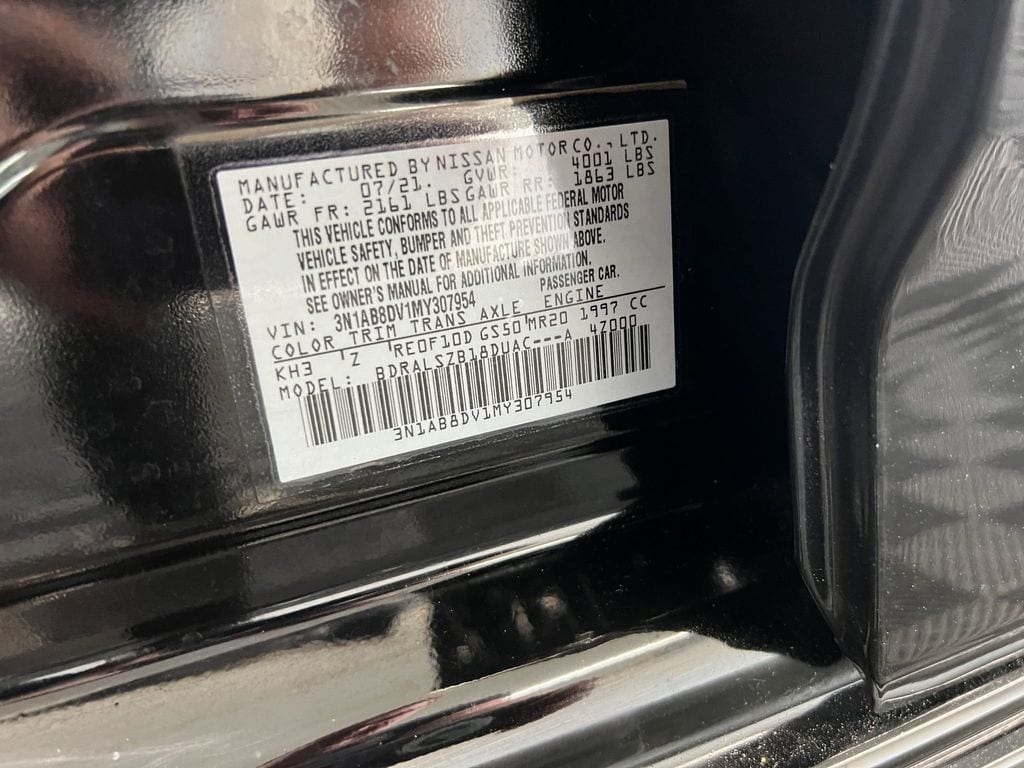 MANUFACTURED BY NISSAN MOTOR CO., LTD.
DATE: 07/21. GVWR: 4001 LBS
GAWR FR: 2161 LBS GAWR RR: 1863 LBS
THIS VEHICLE CONFORMS TO ALL APPLICABLE FEDERAL MOTOR
VEHICLE SAFETY, BUMPER AND THEFT PREVENTION STANDARDS
IN EFFECT ON THE DATE OF MANUFACTURE SHOWN ABOVE.
SEE OWNER'S MANUAL FOR ADDITIONAL INFORMATION.
VIN: 3N1AB8DV1MY307954 PASSENGER CAR.
COLOR TRIM TRANS AXLE ENGINE
KH3 'Z 'RE0F10D GS50 'MR20 1997 CC
MODEL: BDRALSZB18DUAC---A 47000
3N1AB8DV1MY307954